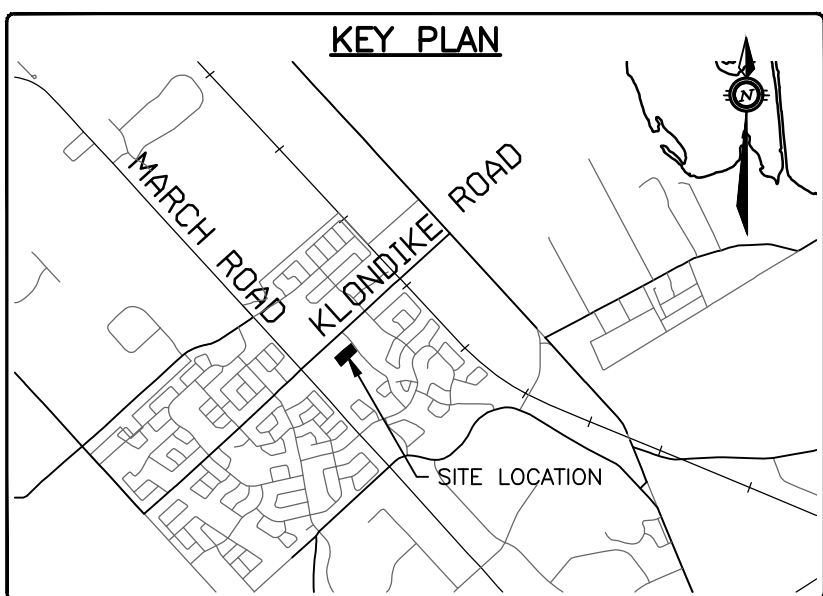 KEY PLAN
N
MARCH ROAD
KLONDIKE ROAD
SITE LOCATION